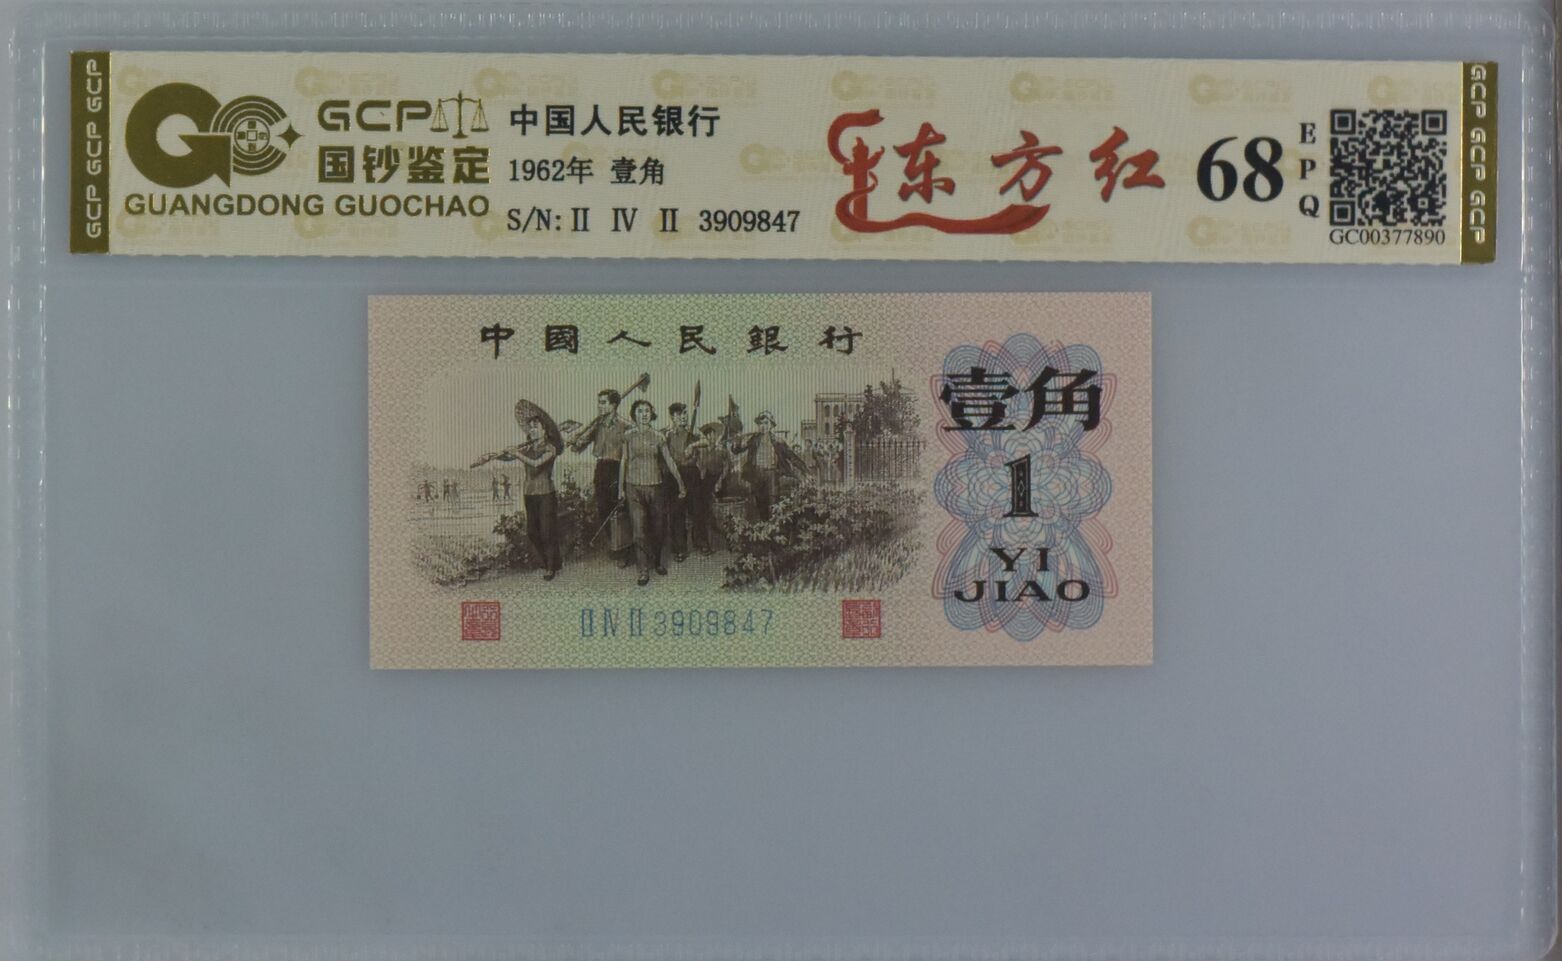 GCP GCP GCP
GCP
国钞鉴定
GUANGDONG GUOCHAO
中国人民银行
1962年 壹角
S/N: II IV II 3909847
东方红
68
EPQ
GC00377890
GCP GCP GCP
中國人民銀行
壹角
1
YI
JIAO
II IV II 3909847